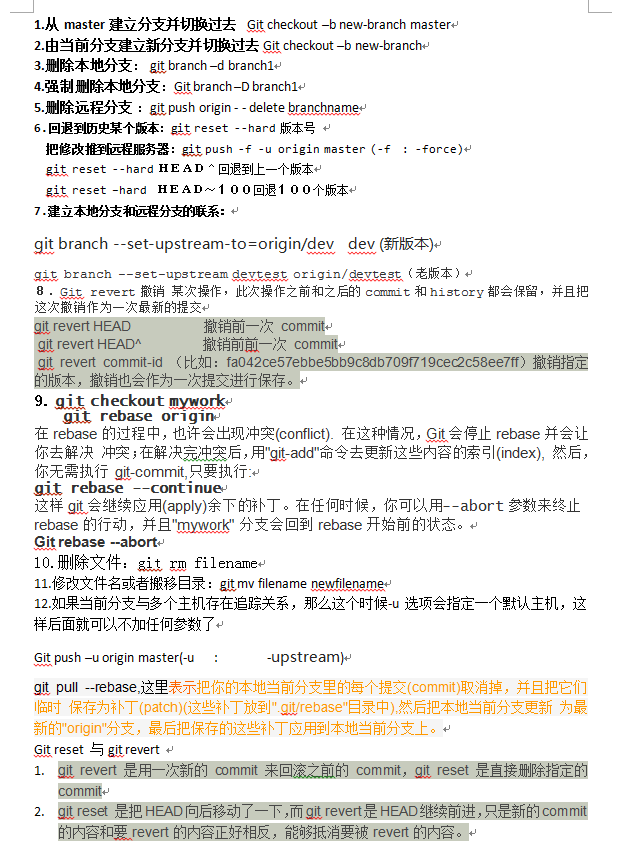 1.从 master 建立分支并切换过去 Git checkout –b new-branch master
2.由当前分支建立新分支并切换过去 Git checkout –b new-branch
3.删除本地分支： git branch –d branch1
4.强制删除本地分支：Git branch –D branch1
5.删除远程分支 ：git push origin - - delete branchname
6.回退到历史某个版本：git reset --hard 版本号
把修改推到远程服务器：git push -f -u origin master（-f ：-force)
git reset --hard ＨＥＡＤ＾回退到上一个版本
git reset –hard ＨＥＡＤ～１００回退１００个版本
7.建立本地分支和远程分支的联系：
git branch --set-upstream-to=origin/dev dev (新版本)
git branch --set-upstream devtest origin/devtest（老版本）
８．Git revert 撤销 某次操作，此次操作之前和之后的 commit 和 history 都会保留，并且把
这次撤销作为一次最新的提交
git revert HEAD 撤销前一次 commit
git revert HEAD^ 撤销前前一次 commit
git revert commit-id （比如：fa042ce57ebbe5bb9c8db709f719cec2c58ee7ff）撤销指定
的版本，撤销也会作为一次提交进行保存。
9. git checkout mywork
git rebase origin
在 rebase 的过程中，也许会出现冲突(conflict). 在这种情况，Git 会停止 rebase 并会让
你去解决 冲突；在解决完冲突后，用"git-add"命令去更新这些内容的索引(index), 然后，
你无需执行 git-commit,只要执行:
git rebase --continue
这样 git 会继续应用(apply)余下的补丁。在任何时候，你可以用--abort 参数来终止
rebase 的行动，并且"mywork" 分支会回到 rebase 开始前的状态。
Git rebase --abort
10. 删除文件：git rm filename
11.修改文件名或者搬移目录：git mv filename newfilename
12.如果当前分支与多个主机存在追踪关系，那么这个时候-u 选项会指定一个默认主机，这
样后面就可以不加任何参数了
Git push –u origin master(-u : -upstream)
git pull --rebase,这里表示把你的本地当前分支里的每个提交(commit)取消掉，并且把它们
临时 保存为补丁(patch)(这些补丁放到".git/rebase"目录中),然后把本地当前分支更新 为最
新的"origin"分支，最后把保存的这些补丁应用到本地当前分支上。
Git reset 与 git revert
1. git revert 是用一次新的 commit 来回滚之前的 commit，git reset 是直接删除指定的
commit
2. git reset 是把 HEAD 向后移动了一下,而 git revert 是 HEAD 继续前进,只是新的 commit
的内容和要 revert 的内容正好相反，能够抵消要被 revert 的内容。